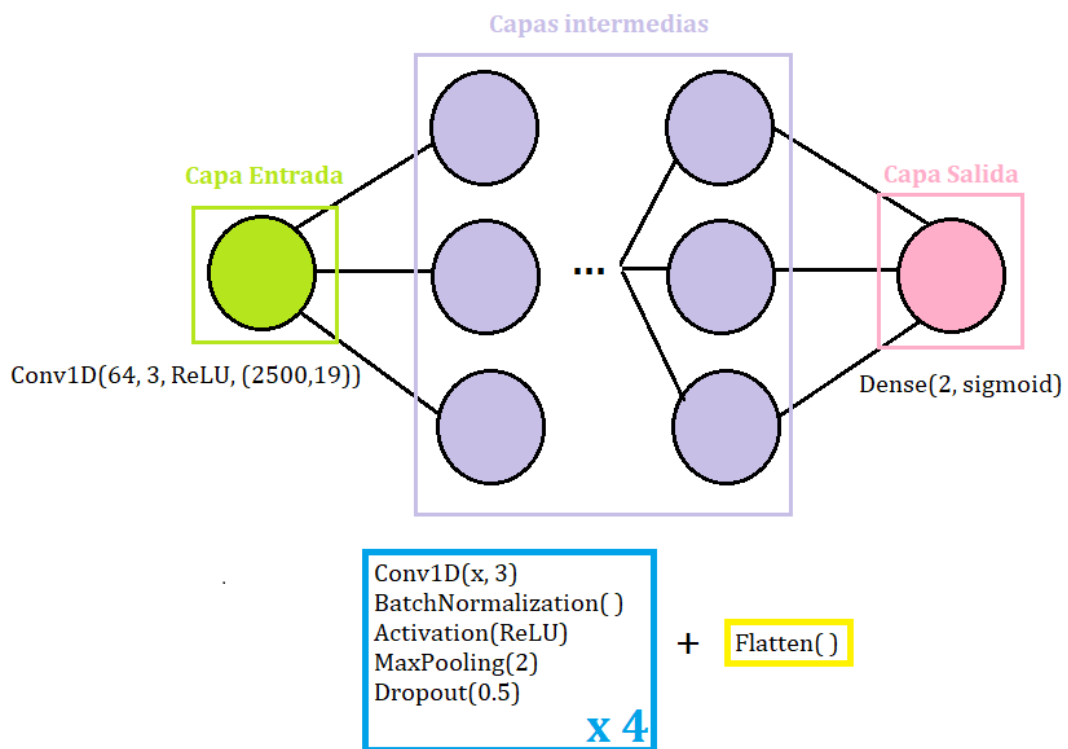 Capas intermedias
Capa Entrada
Capa Salida
...
Conv1D(64, 3, ReLU, (2500,19))
Dense(2, sigmoid)
Conv1D(x, 3)
BatchNormalization( )
Activation(ReLU)
MaxPooling(2)
Dropout(0.5)
x 4
+
Flatten( )
.